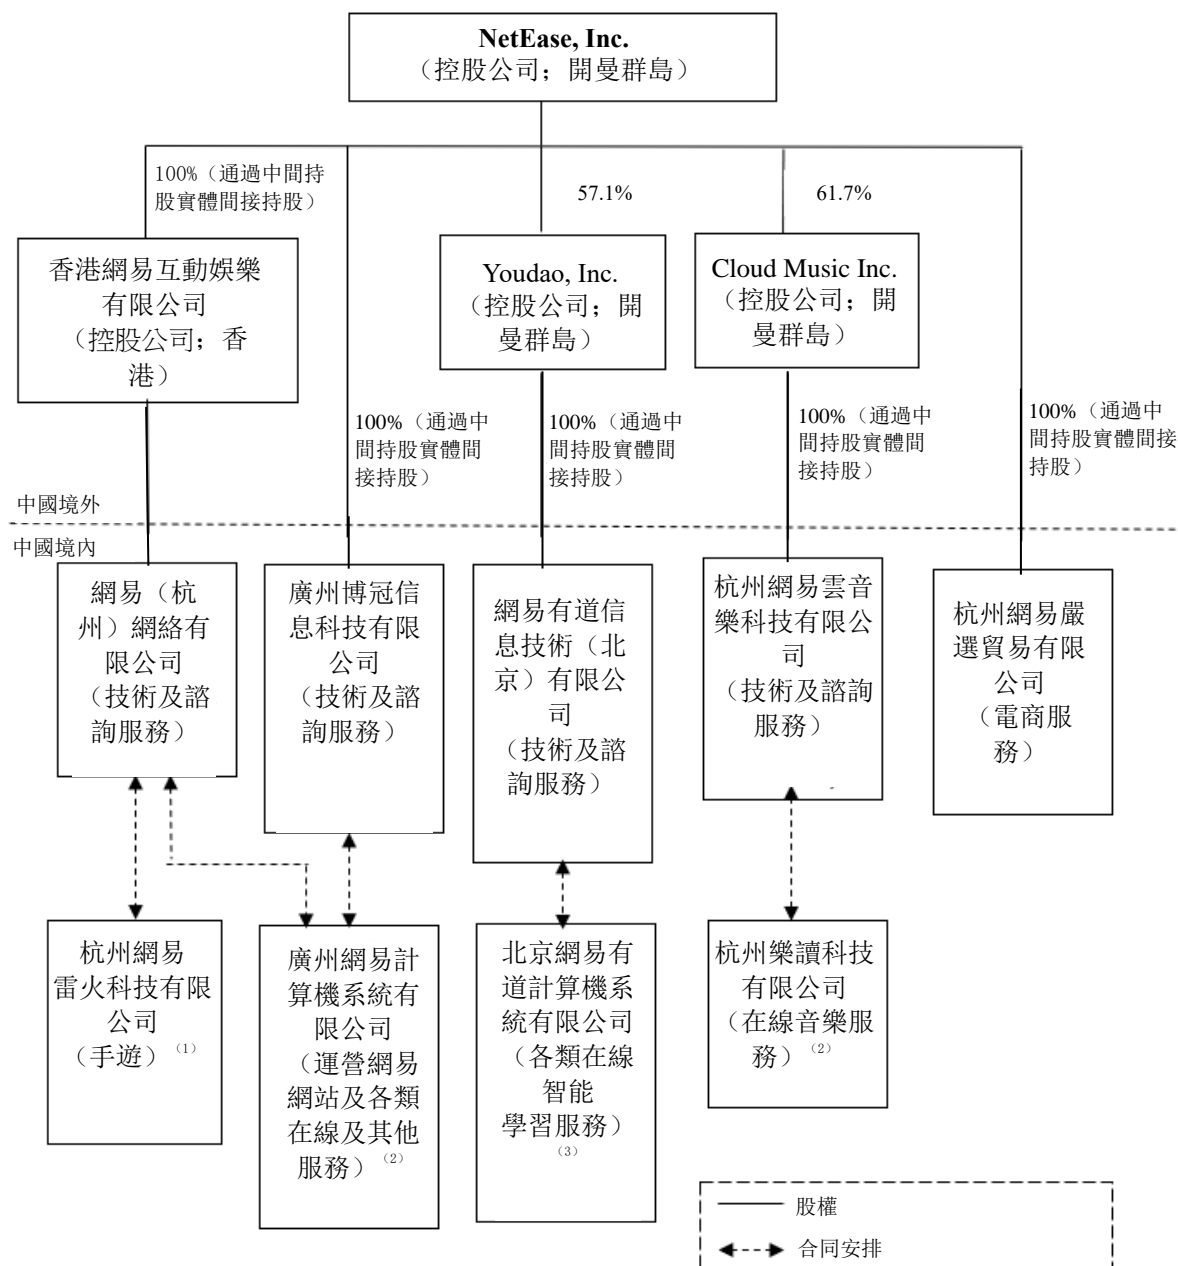 NetEase, Inc.
（控股公司；開曼群島）
100%（通過中間持
股實體間接持股）
57.1%
61.7%
香港網易互動娛樂
有限公司
（控股公司；香
港）
Youdao, Inc.
（控股公司；開
曼群島）
Cloud Music Inc.
（控股公司；開
曼群島）
100%（通過中
間持股實體間
接持股）
100%（通過中
間持股實體間
接持股）
100%（通過中
間持股實體間
接持股）
100%（通過中
間持股實體間接
持股）
中國境外
中國境內
網易（杭
州）網絡有
限公司
（技術及諮
詢服務）
廣州博冠信
息科技有限
公司
（技術及諮
詢服務）
網易有道信
息技術（北
京）有限公
司
（技術及諮
詢服務）
杭州網易雲音
樂科技有限公
司
（技術及諮詢
服務）
杭州網易嚴
選貿易有限
公司
（電商服
務）
杭州網易
雷火科技有限
公司
（手遊）(1)
廣州網易計
算機系統有
限公司
（運營網易
網站及各類
在線及其他
服務）(2)
北京網易有
道計算機系
統有限公司
（各類在線
智能
學習服務）
(3)
杭州樂讀科技
有限公司
（在線音樂服
務）(2)
股權
合同安排